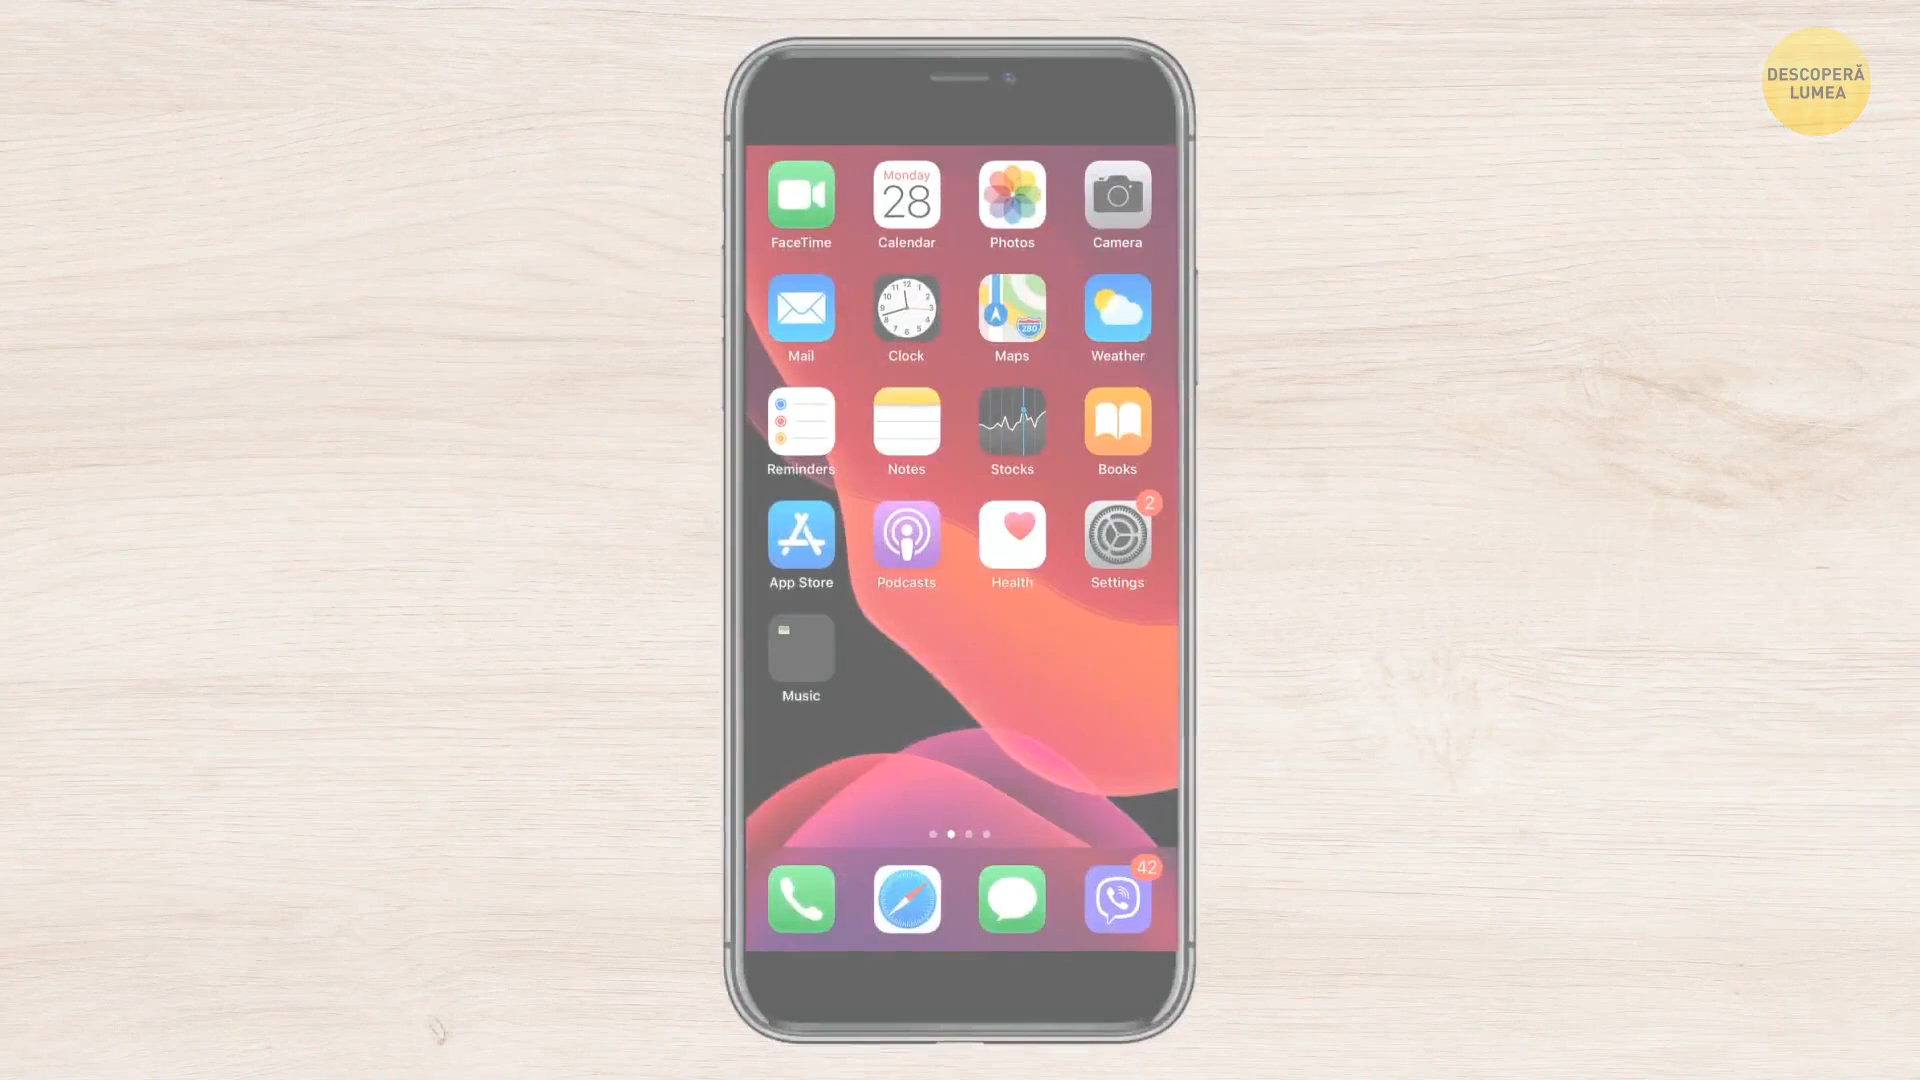 DESCOPERĂ
LUMEA
Monday
28
FaceTime
Calendar
Photos
Camera
280
Mail
Clock
Maps
Weather
Reminders
Notes
Stocks
Books
2
App Store
Podcasts
Health
Settings
Music
42